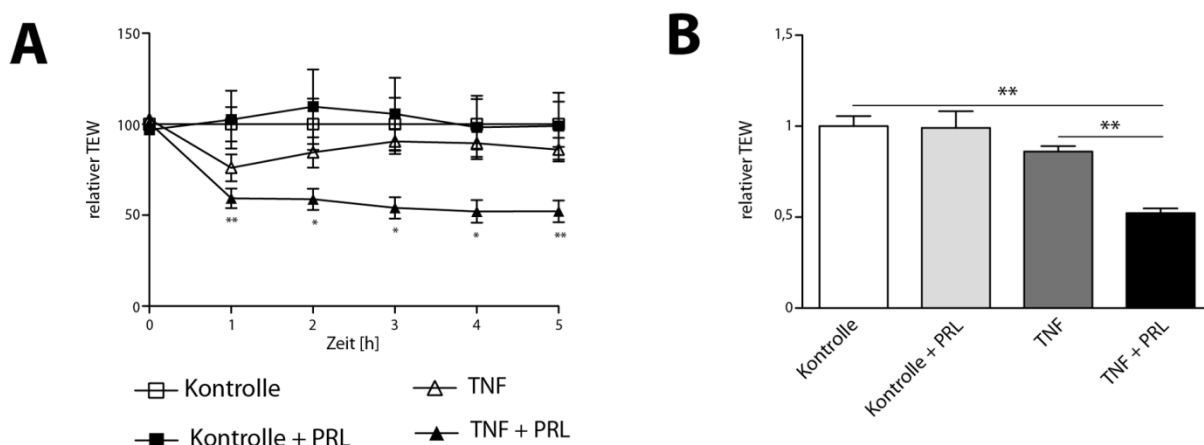 A
relativer TEW
150
100
50
0
0 1 2 3 4 5
** * * * **
Zeit [h]
Kontrolle
TNF
Kontrolle + PRL
TNF + PRL
B
relativer TEW
1,5
1
0,5
0
**
**
Kontrolle
Kontrolle + PRL
TNF
TNF + PRL